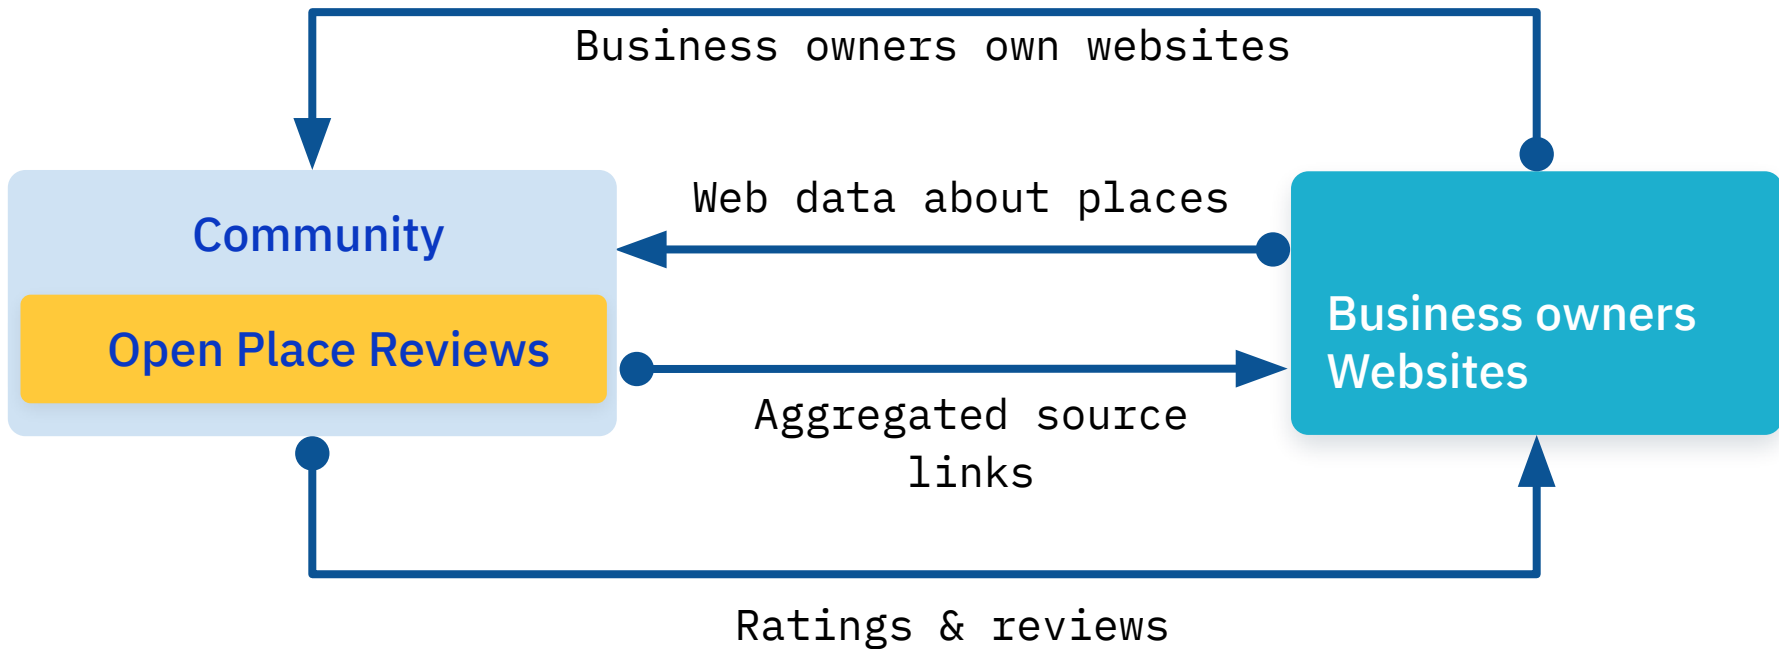 Business owners own websites
Web data about places
Community
Open Place Reviews
Business owners
Websites
Aggregated source
links
Ratings & reviews